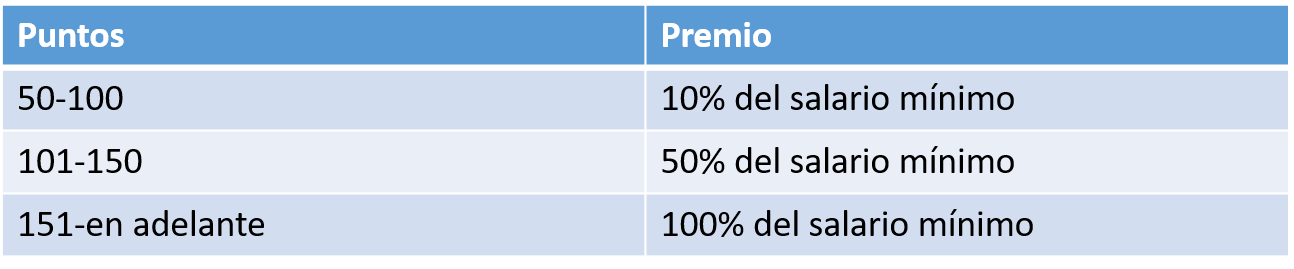 Puntos Premio
50-100 10% del salario mínimo
101-150 50% del salario mínimo
151-en adelante 100% del salario mínimo